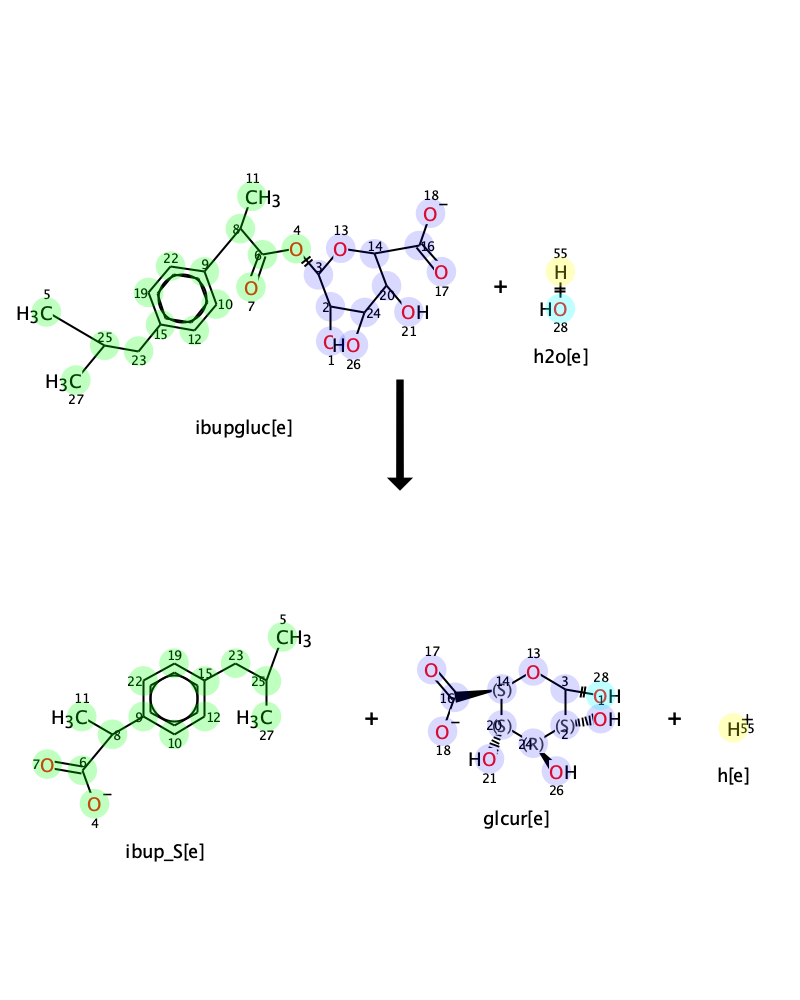 11
CH3
18
O−
4
O
13
O
14
16
8
6
O
7
3
O
17
22
9
19
10
15
12
2
20
24
OH
21
O
1
HO
26
5
H3C
25
23
H3C
27
+
55
H
HO
28
h2o[e]
ibupgluc[e]
5
CH3
19
23
22
15
25
11
H3C
9
12
H3C
27
8
10
7O
6
O−
4
ibup_S[e]
+
17
O
13
O
14
(S)
3
28
OH
16
1
OH
O−
18
20
(S)
(S)
2
24
(R)
HO
21
OH
26
glcur[e]
+
H+
55
h[e]